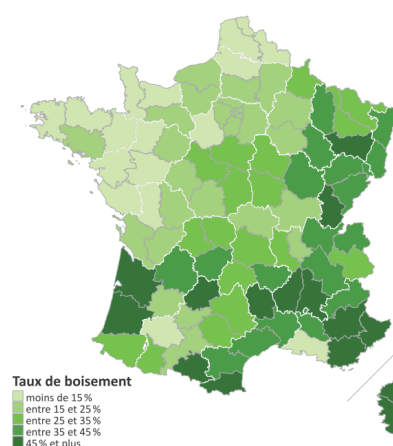 Taux de boisement
moins de 15 %
entre 15 et 25 %
entre 25 et 35 %
entre 35 et 45 %
45 % et plus